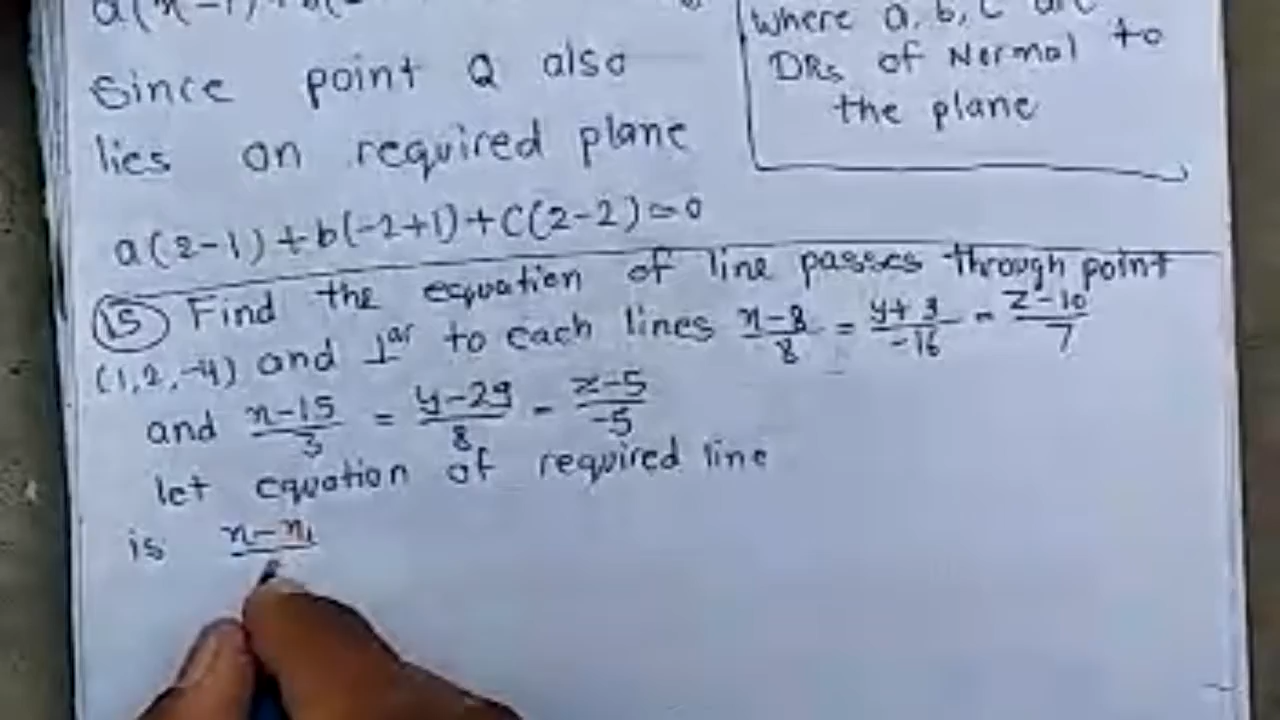 a(x-1)+b(
Since point Q also
lies on required plane
a(2-1)+b(-2+1)+C(2-2)=0
Where a, b, c are
DRs of Normal to
the plane
(15) Find the equation of line passes through point
(1,2,-4) and ⊥ar to each lines x-8/8 = y+9/-16 = z-10/7
and x-15/3 = y-29/8 = z-5/-5
let equation of required line
is x-x₁